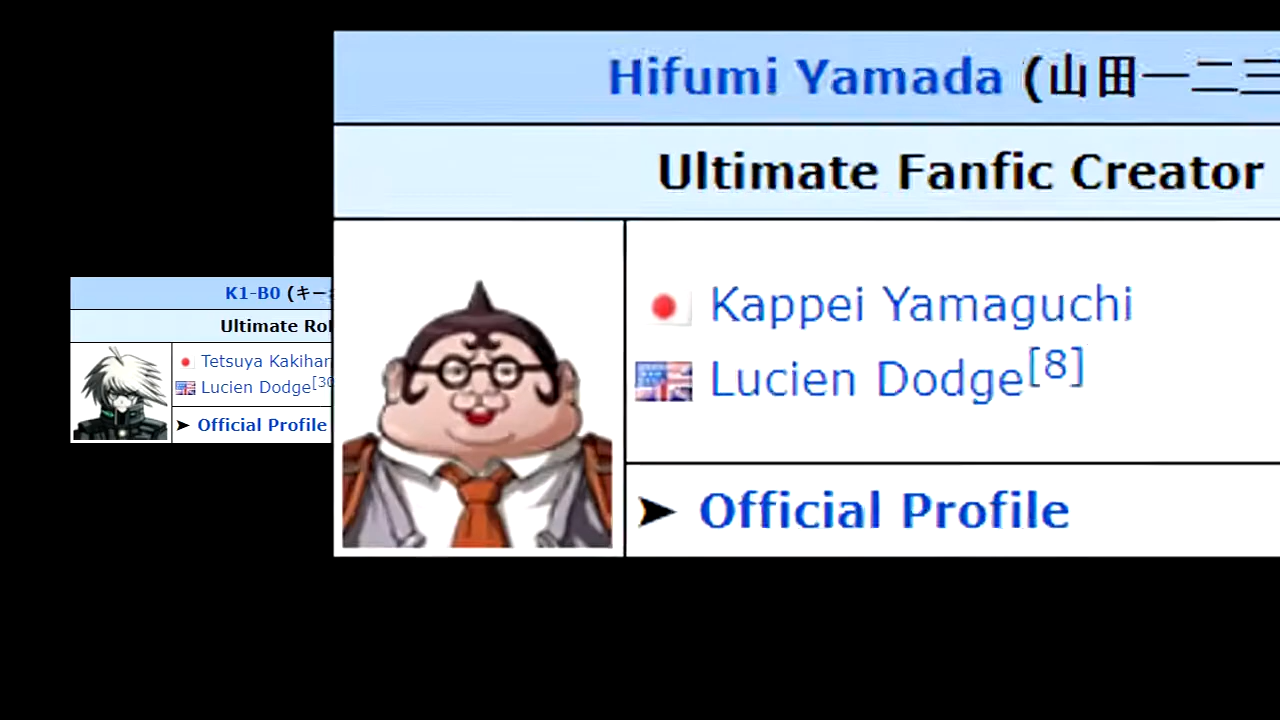 Hifumi Yamada (山田一二三
Ultimate Fanfic Creator
Kappei Yamaguchi
Lucien Dodge[8]
➤ Official Profile
K1-B0 (キー
Ultimate Ro
Tetsuya Kakihar
Lucien Dodge[30
➤ Official Profile